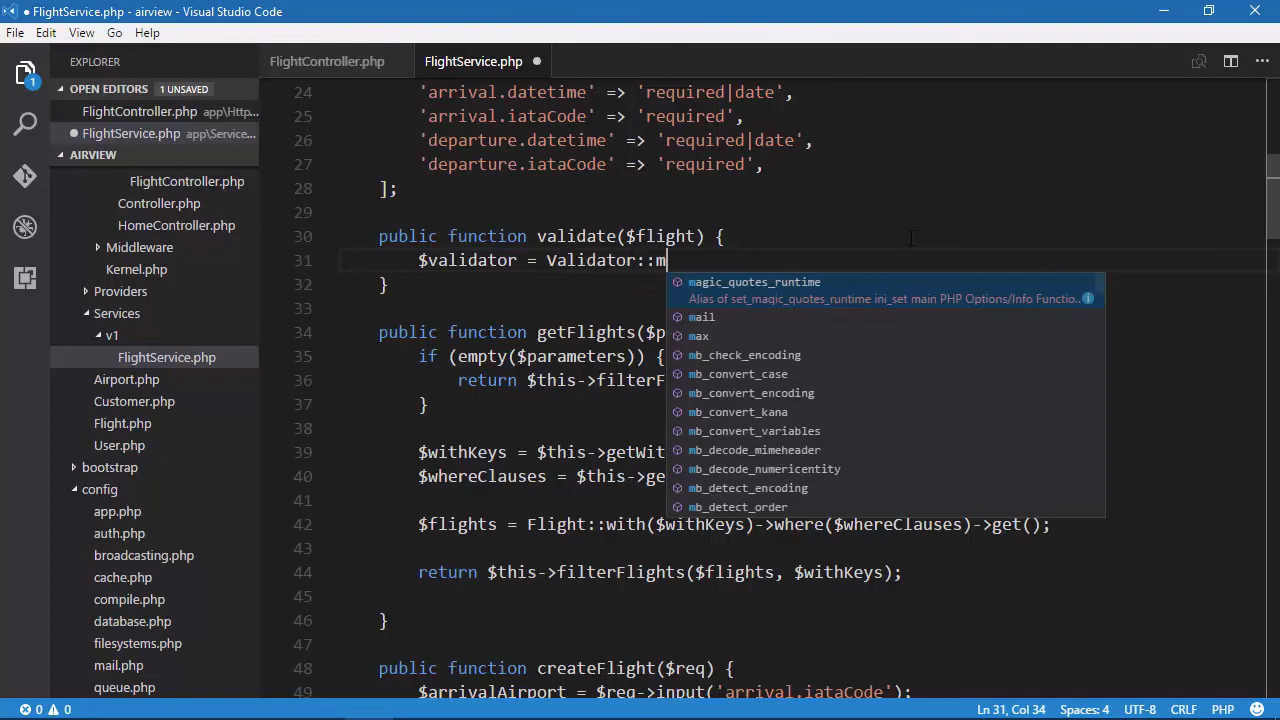 FlightService.php - airview - Visual Studio Code
File Edit View Go Help
EXPLORER
FlightController.php
FlightService.php
OPEN EDITORS 1 UNSAVED
FlightController.php app\Http...
FlightService.php app\Service...
AIRVIEW
FlightController.php
Controller.php
HomeController.php
Middleware
Kernel.php
Providers
Services
v1
FlightService.php
Airport.php
Customer.php
Flight.php
User.php
bootstrap
config
app.php
auth.php
broadcasting.php
cache.php
compile.php
database.php
filesystems.php
mail.php
queue.php
1
24 'arrival.datetime' => 'required|date',
25 'arrival.iataCode' => 'required',
26 'departure.datetime' => 'required|date',
27 'departure.iataCode' => 'required',
28 ];
29
30 public function validate($flight) {
31 $validator = Validator::m
32 }
33
34 public function getFlights($p
35 if (empty($parameters)) {
36 return $this->filterF
37 }
38
39 $withKeys = $this->getWit
40 $whereClauses = $this->ge
41
42 $flights = Flight::with($withKeys)->where($whereClauses)->get();
43
44 return $this->filterFlights($flights, $withKeys);
45
46 }
47
48 public function createFlight($req) {
49 $arrivalAirport = $req->input('arrival.iataCode');
magic_quotes_runtime
Alias of set_magic_quotes_runtime ini_set main PHP Options/Info Functio...
mail
max
mb_check_encoding
mb_convert_case
mb_convert_encoding
mb_convert_kana
mb_convert_variables
mb_decode_mimeheader
mb_decode_numericentity
mb_detect_encoding
mb_detect_order
0 0 Ln 31, Col 34 Spaces: 4 UTF-8 CRLF PHP